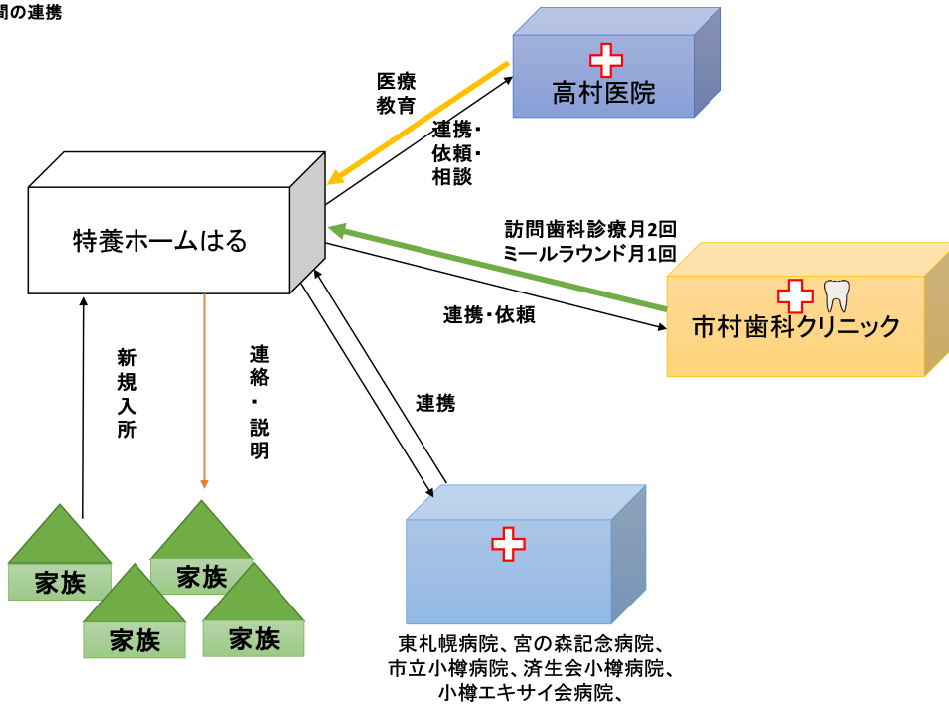 間の連携
高村医院
医療
教育
連携・
依頼・
相談
特養ホームはる
訪問歯科診療月2回
ミールラウンド月1回
市村歯科クリニック
連携・依頼
新規入所
連絡・説明
連携
家族
家族
家族
家族
東札幌病院、宮の森記念病院、
市立小樽病院、済生会小樽病院、
小樽エキサイ会病院、